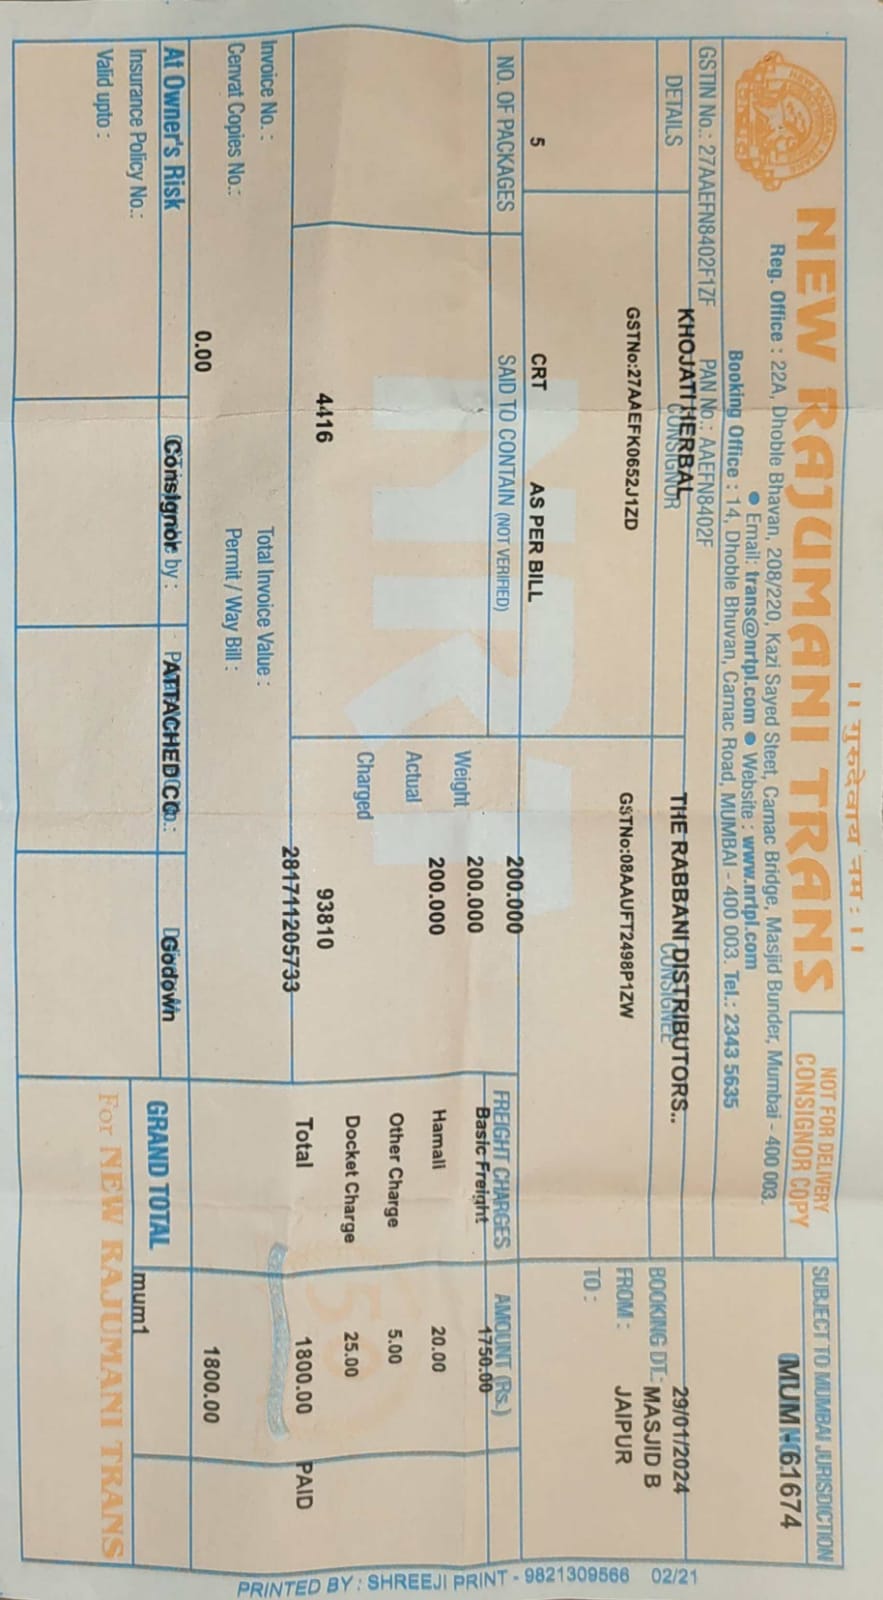 ।। गुरुदेवाय नमः ।।
NEW RAJUMANI TRANS
NOT FOR DELIVERY
CONSIGNOR COPY
SUBJECT TO MUMBAI JURISDICTION
MUM 61674
Reg. Office : 22A, Dhoble Bhavan, 208/220, Kazi Sayed Steet, Carnac Bridge, Masjid Bunder, Mumbai - 400 003.
● Email: trans@nrtpl.com ● Website : www.nrtpl.com
Booking Office : 14, Dhoble Bhuvan, Carnac Road, MUMBAI - 400 003. Tel.: 2343 5635
GSTIN No.: 27AAEFN8402F1ZF PAN No.: AAEFN8402F
DETAILS
CONSIGNOR
KHOJATI HERBAL
GSTNo:27AAEFK0652J1ZD
CONSIGNEE
THE RABBANI DISTRIBUTORS..
GSTNo:08AAUFT2498P1ZW
BOOKING DT.: 29/01/2024
FROM : MASJID B
TO : JAIPUR
5 CRT AS PER BILL
NO. OF PACKAGES SAID TO CONTAIN (NOT VERIFIED)
200.000
Weight 200.000
Actual 200.000
Charged
FREIGHT CHARGES AMOUNT (Rs.)
Basic Freight 1750.00
Hamali 20.00
Other Charge 5.00
Docket Charge 25.00
Total 1800.00 PAID
4416 93810
281711205733
Invoice No. : Total Invoice Value :
Cenvat Copies No.: Permit / Way Bill :
0.00
1800.00
At Owner's Risk
Consignor by :
ATTACHED CO
Godown
GRAND TOTAL
mum1
Insurance Policy No.:
Valid upto :
For NEW RAJUMANI TRANS
NRT
PRINTED BY : SHREEJI PRINT - 9821309566 02/21